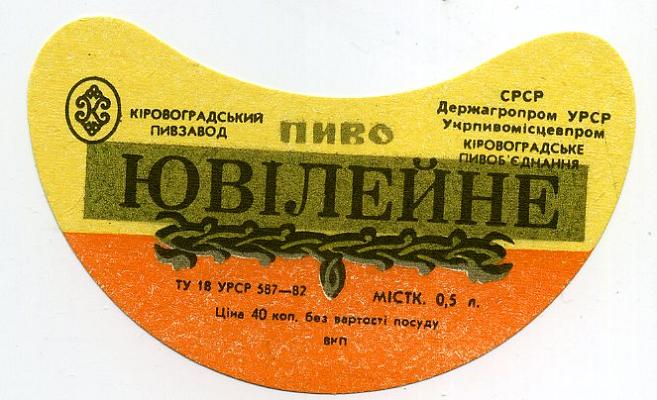 КІРОВОГРАДСЬКИЙ
ПИВЗАВОД
СРСР
Держагропром УРСР
Укрпивомісцевпром
КІРОВОГРАДСЬКЕ
ПИВОБ'ЄДНАННЯ
ПИВО
ЮВІЛЕЙНЕ
ТУ 18 УРСР 587—82
МІСТК. 0,5 л.
Ціна 40 коп. без вартості посуду
ВКП